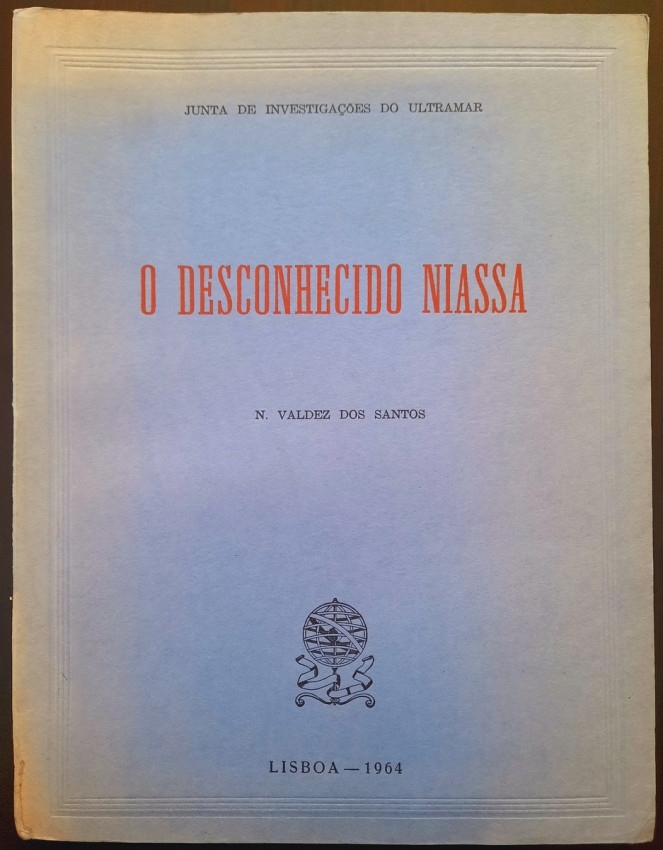 JUNTA DE INVESTIGAÇÕES DO ULTRAMAR
O DESCONHECIDO NIASSA
N. VALDEZ DOS SANTOS
LISBOA — 1964